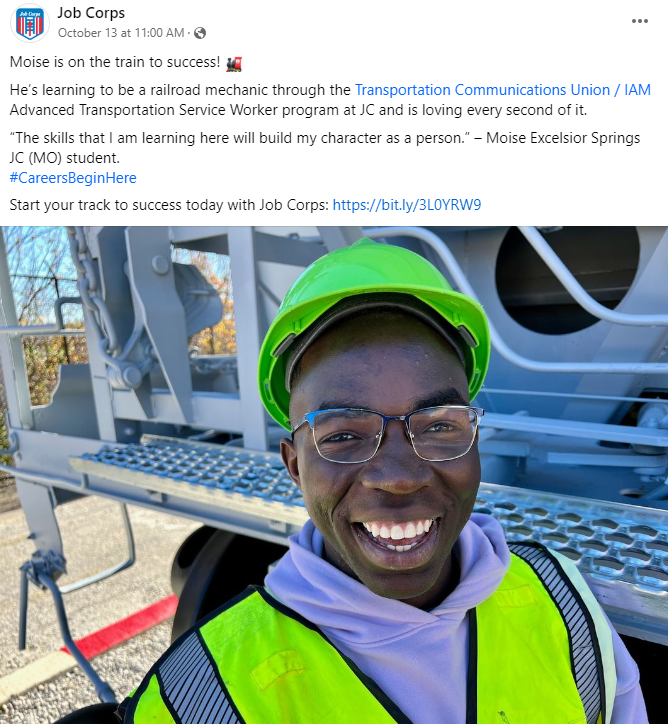 Job Corps
Job Corps
October 13 at 11:00 AM ·
Moise is on the train to success! 🚂
He's learning to be a railroad mechanic through the Transportation Communications Union / IAM
Advanced Transportation Service Worker program at JC and is loving every second of it.
“The skills that I am learning here will build my character as a person.” – Moise Excelsior Springs
JC (MO) student.
#CareersBeginHere
Start your track to success today with Job Corps: https://bit.ly/3L0YRW9